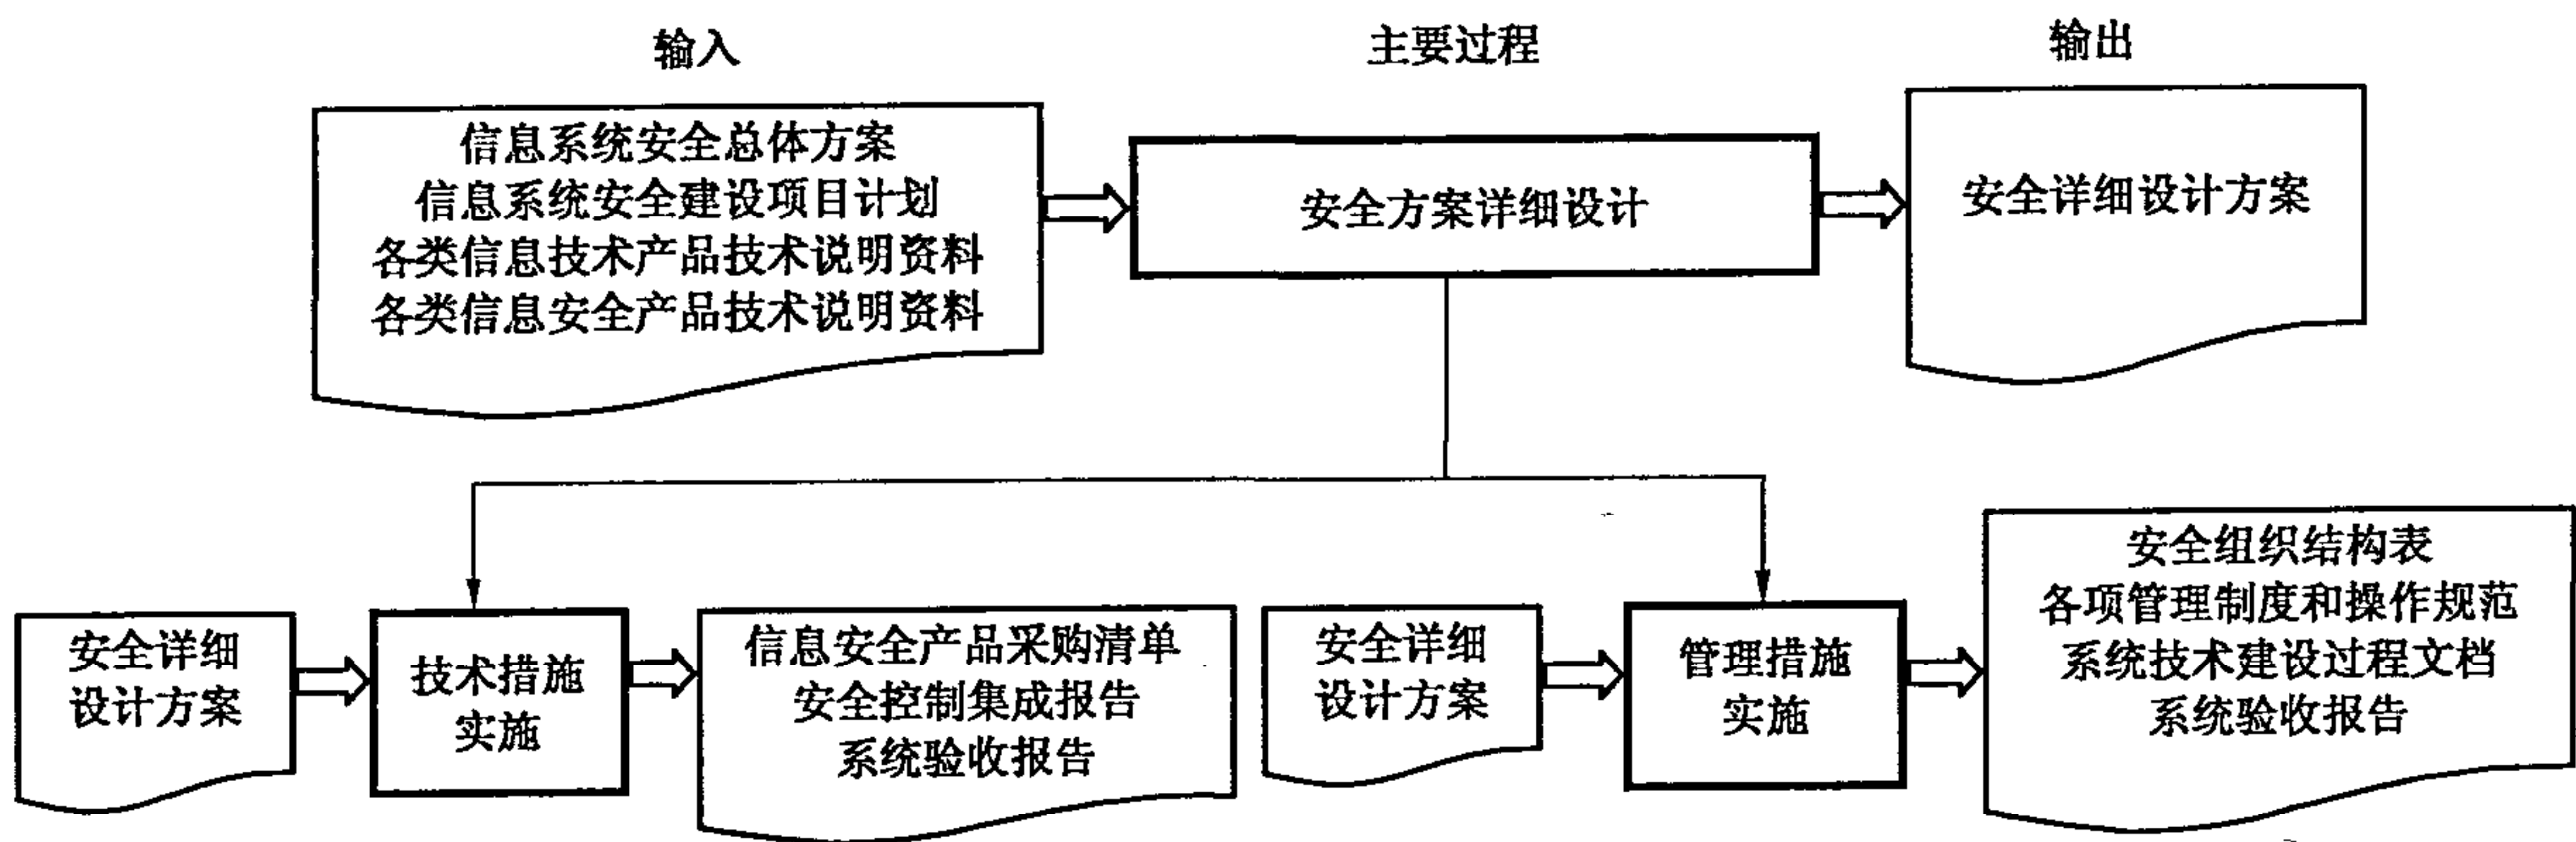 输入
主要过程
输出
信息系统安全总体方案
信息系统安全建设项目计划
各类信息技术产品技术说明资料
各类信息安全产品技术说明资料
安全方案详细设计
安全详细设计方案
安全详细
设计方案
技术措施
实施
信息安全产品采购清单
安全控制集成报告
系统验收报告
安全详细
设计方案
管理措施
实施
安全组织结构表
各项管理制度和操作规范
系统技术建设过程文档
系统验收报告